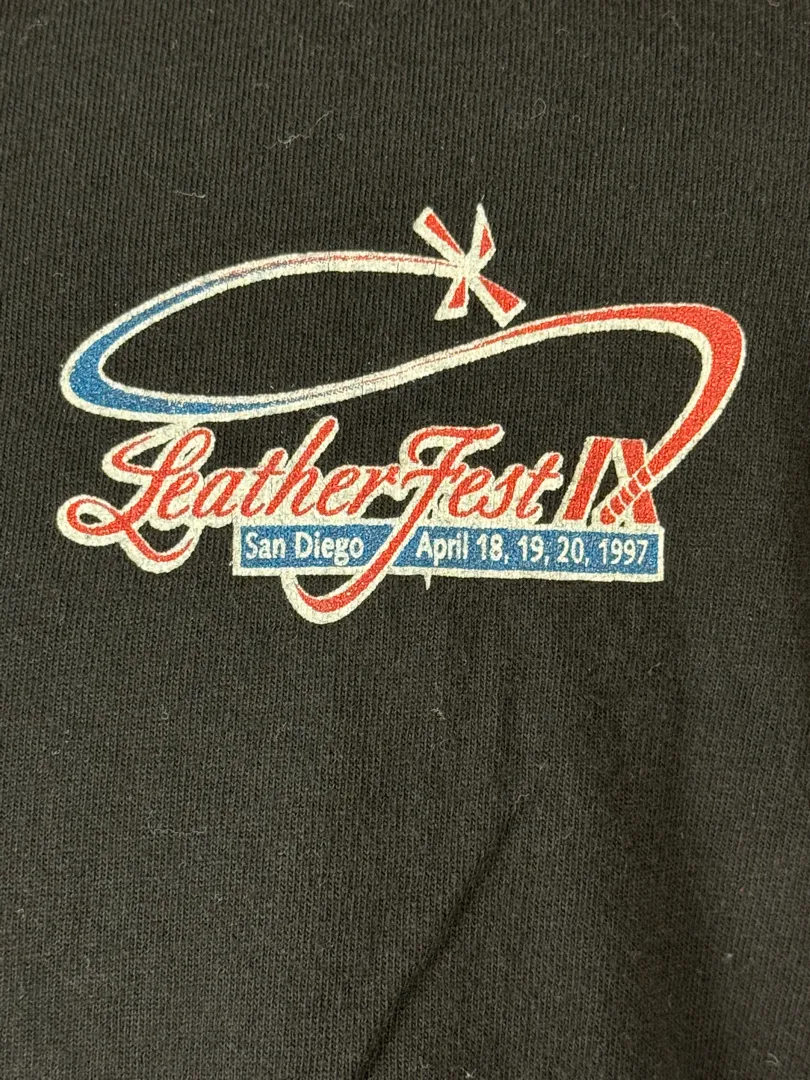 LeatherFest IX
San Diego April 18, 19, 20, 1997